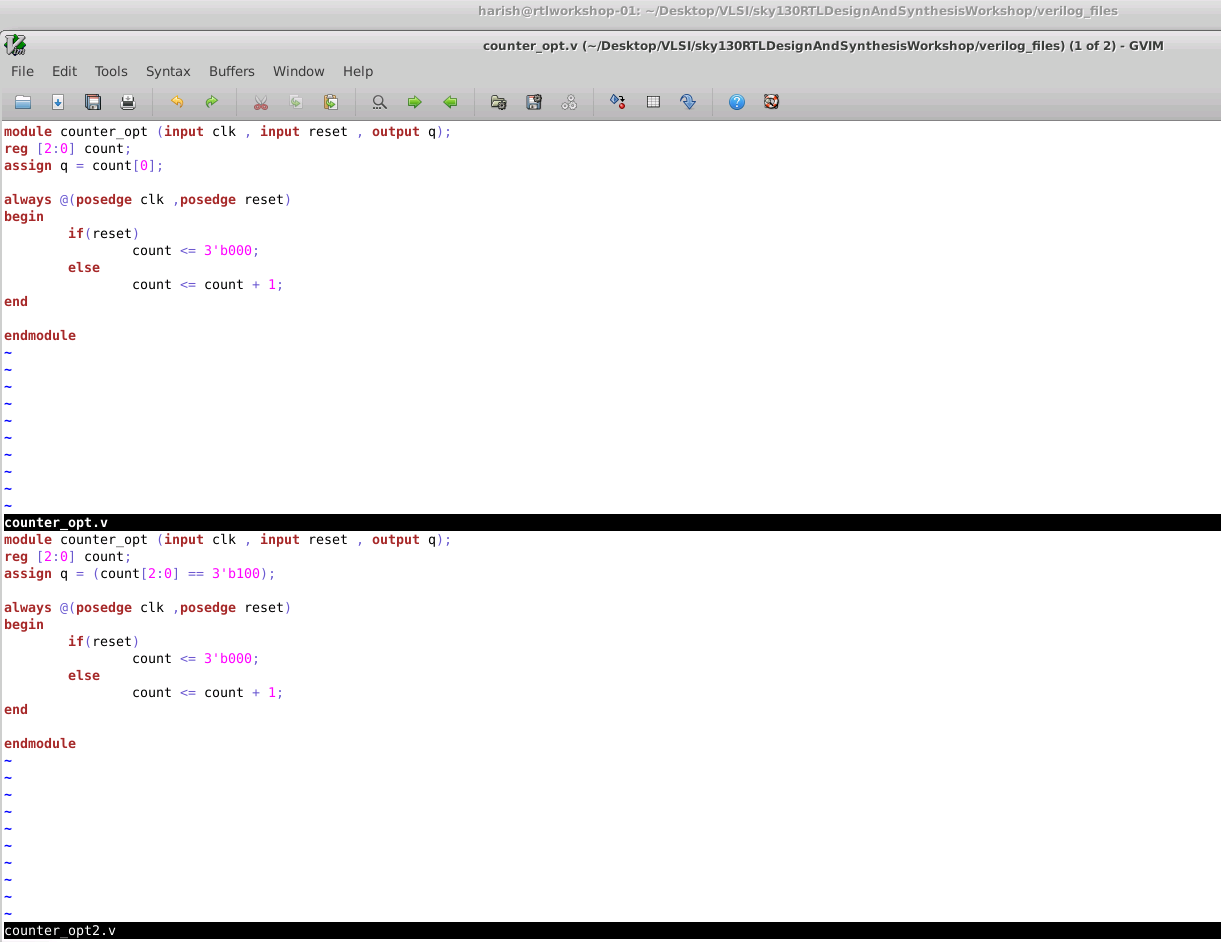 harish@rtlworkshop-01: ~/Desktop/VLSI/sky130RTLDesignAndSynthesisWorkshop/verilog_files
counter_opt.v (~/Desktop/VLSI/sky130RTLDesignAndSynthesisWorkshop/verilog_files) (1 of 2) - GVIM
File Edit Tools Syntax Buffers Window Help
module counter_opt (input clk , input reset , output q);
reg [2:0] count;
assign q = count[0];
always @(posedge clk ,posedge reset)
begin
if(reset)
count <= 3'b000;
else
count <= count + 1;
end
endmodule
~
~
~
~
~
~
~
~
~
~
counter_opt.v
module counter_opt (input clk , input reset , output q);
reg [2:0] count;
assign q = (count[2:0] == 3'b100);
always @(posedge clk ,posedge reset)
begin
if(reset)
count <= 3'b000;
else
count <= count + 1;
end
endmodule
~
~
~
~
~
~
~
~
~
~
counter_opt2.v